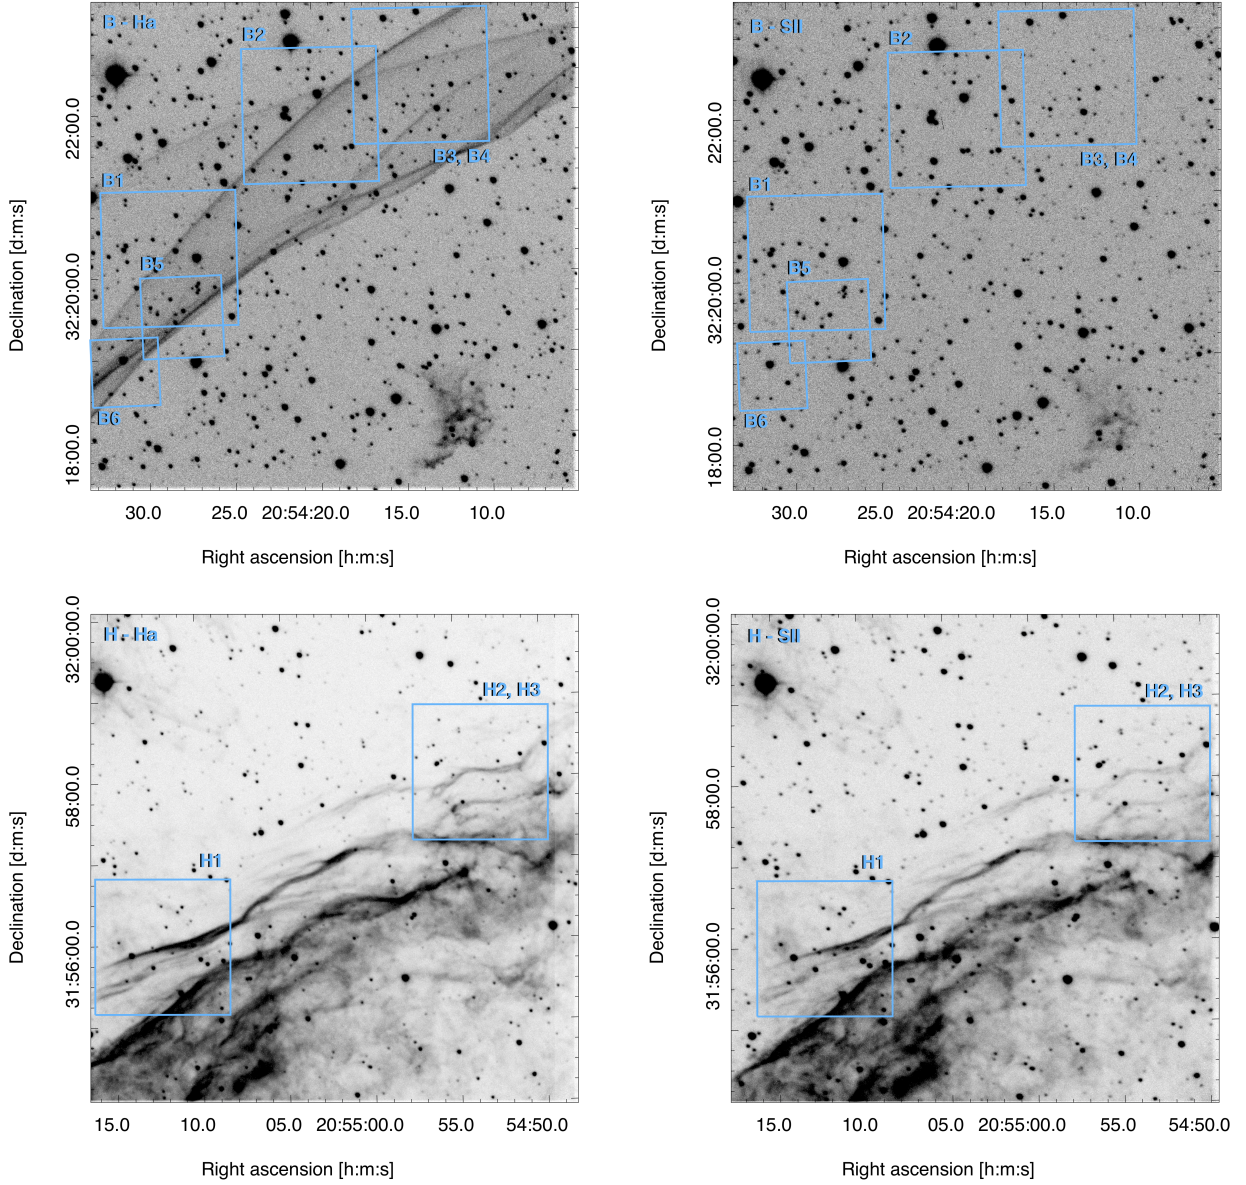 B - Ha
B2
B3, B4
B1
B5
B6
22:00.0
32:20:00.0
18:00.0
Declination [d:m:s]
30.0 25.0 20:54:20.0 15.0 10.0
Right ascension [h:m:s]
B - SII
B2
B3, B4
B1
B5
B6
22:00.0
32:20:00.0
18:00.0
Declination [d:m:s]
30.0 25.0 20:54:20.0 15.0 10.0
Right ascension [h:m:s]
H - Ha
H2, H3
H1
32:00:00.0
58:00.0
31:56:00.0
Declination [d:m:s]
15.0 10.0 05.0 20:55:00.0 55.0 54:50.0
Right ascension [h:m:s]
H - SII
H2, H3
H1
32:00:00.0
58:00.0
31:56:00.0
Declination [d:m:s]
15.0 10.0 05.0 20:55:00.0 55.0 54:50.0
Right ascension [h:m:s]